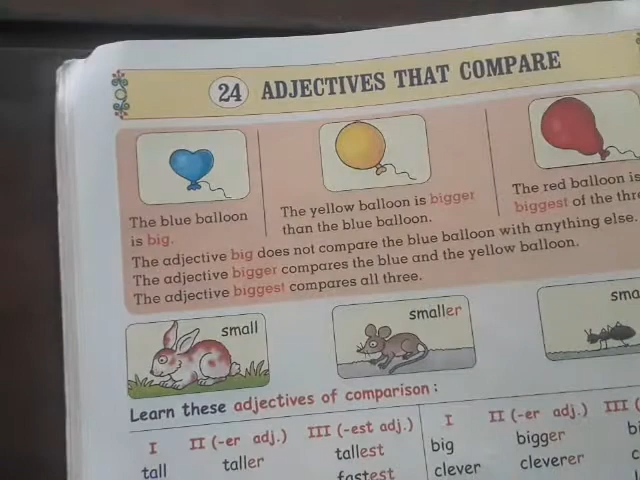 24 ADJECTIVES THAT COMPARE
The blue balloon
is big.
The yellow balloon is bigger
than the blue balloon.
The red balloon is
biggest of the
The adjective big does not compare the blue balloon with anything else.
The adjective bigger compares the blue and the yellow balloon.
The adjective biggest compares all three.
small
smaller
Learn these adjectives of comparison:
I II (-er adj.) III (-est adj.) I II (-er adj.) III
tall taller tallest big bigger
fastest clever cleverer